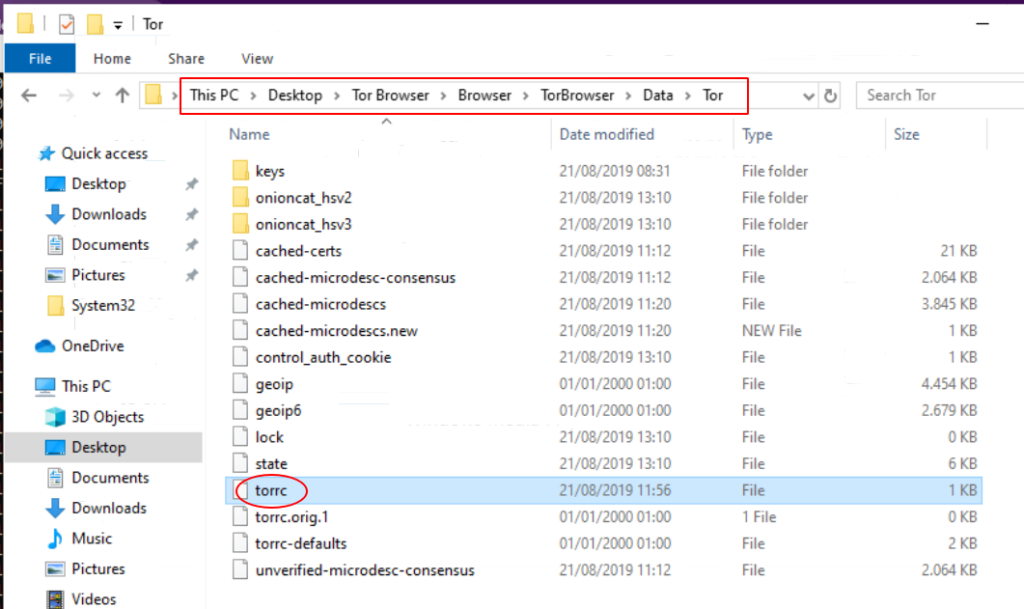 Tor
File Home Share View
This PC > Desktop > Tor Browser > Browser > TorBrowser > Data > Tor
Search Tor
Name Date modified Type Size
Quick access
Desktop
Downloads
Documents
Pictures
System32
OneDrive
This PC
3D Objects
Desktop
Documents
Downloads
Music
Pictures
Videos
keys 21/08/2019 08:31 File folder
onioncat_hsv2 21/08/2019 13:10 File folder
onioncat_hsv3 21/08/2019 13:10 File folder
cached-certs 21/08/2019 11:12 File 21 KB
cached-microdesc-consensus 21/08/2019 11:12 File 2.064 KB
cached-microdescs 21/08/2019 11:20 File 3.845 KB
cached-microdescs.new 21/08/2019 11:20 NEW File 1 KB
control_auth_cookie 21/08/2019 13:10 File 1 KB
geoip 01/01/2000 01:00 File 4.454 KB
geoip6 01/01/2000 01:00 File 2.679 KB
lock 21/08/2019 13:10 File 0 KB
state 21/08/2019 13:10 File 6 KB
torrc 21/08/2019 11:56 File 1 KB
torrc.orig.1 01/01/2000 01:00 1 File 0 KB
torrc-defaults 01/01/2000 01:00 File 2 KB
unverified-microdesc-consensus 21/08/2019 11:12 File 2.064 KB